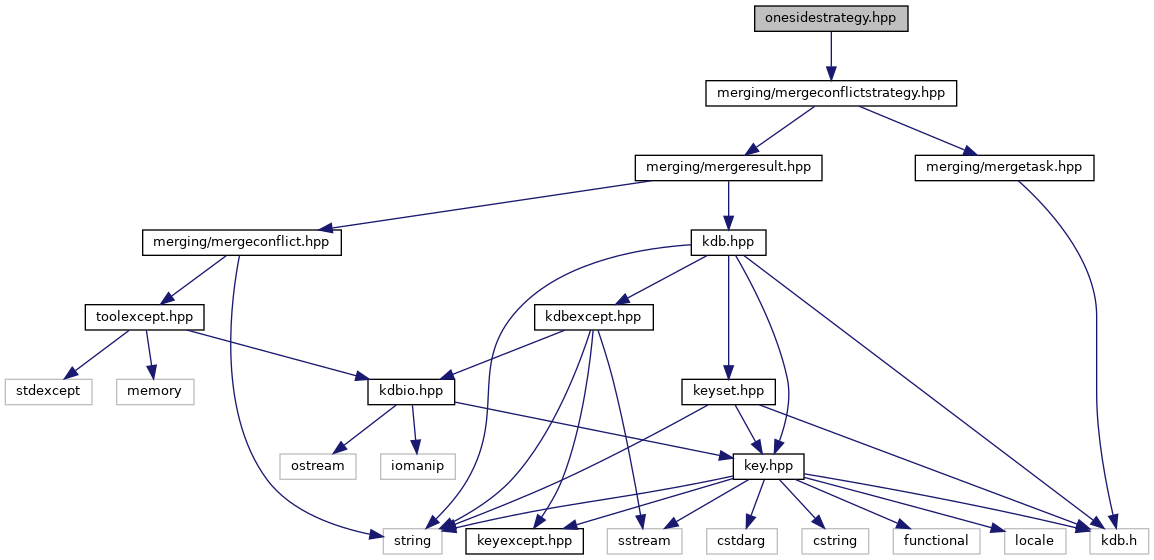 onesidestrategy.hpp
merging/mergeconflictstrategy.hpp
merging/mergeresult.hpp
merging/mergetask.hpp
merging/mergeconflict.hpp
kdb.hpp
toolexcept.hpp
kdbexcept.hpp
stdexcept
memory
kdbio.hpp
keyset.hpp
ostream
iomanip
key.hpp
string
keyexcept.hpp
sstream
cstdarg
cstring
functional
locale
kdb.h